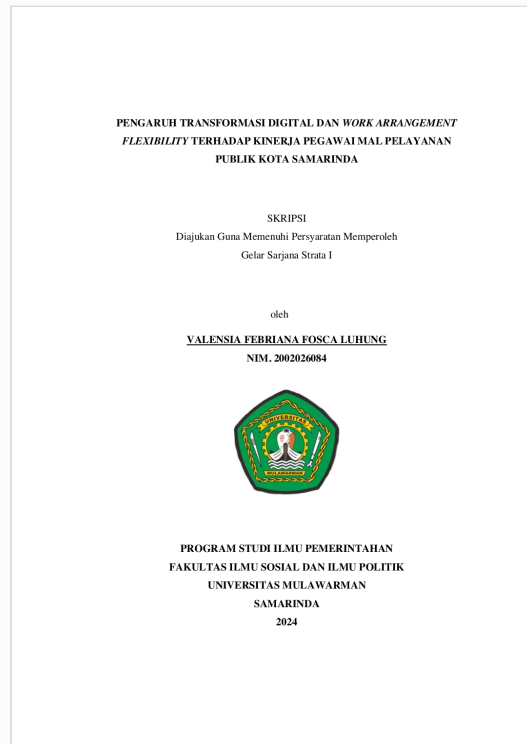 PENGARUH TRANSFORMASI DIGITAL DAN WORK ARRANGEMENT
FLEXIBILITY TERHADAP KINERJA PEGAWAI MAL PELAYANAN
PUBLIK KOTA SAMARINDA
SKRIPSI
Diajukan Guna Memenuhi Persyaratan Memperoleh
Gelar Sarjana Strata I
oleh
VALENSIA FEBRIANA FOSCA LUHUNG
NIM. 2002026084
UNIVERSITAS
MULAWARMAN
PROGRAM STUDI ILMU PEMERINTAHAN
FAKULTAS ILMU SOSIAL DAN ILMU POLITIK
UNIVERSITAS MULAWARMAN
SAMARINDA
2024